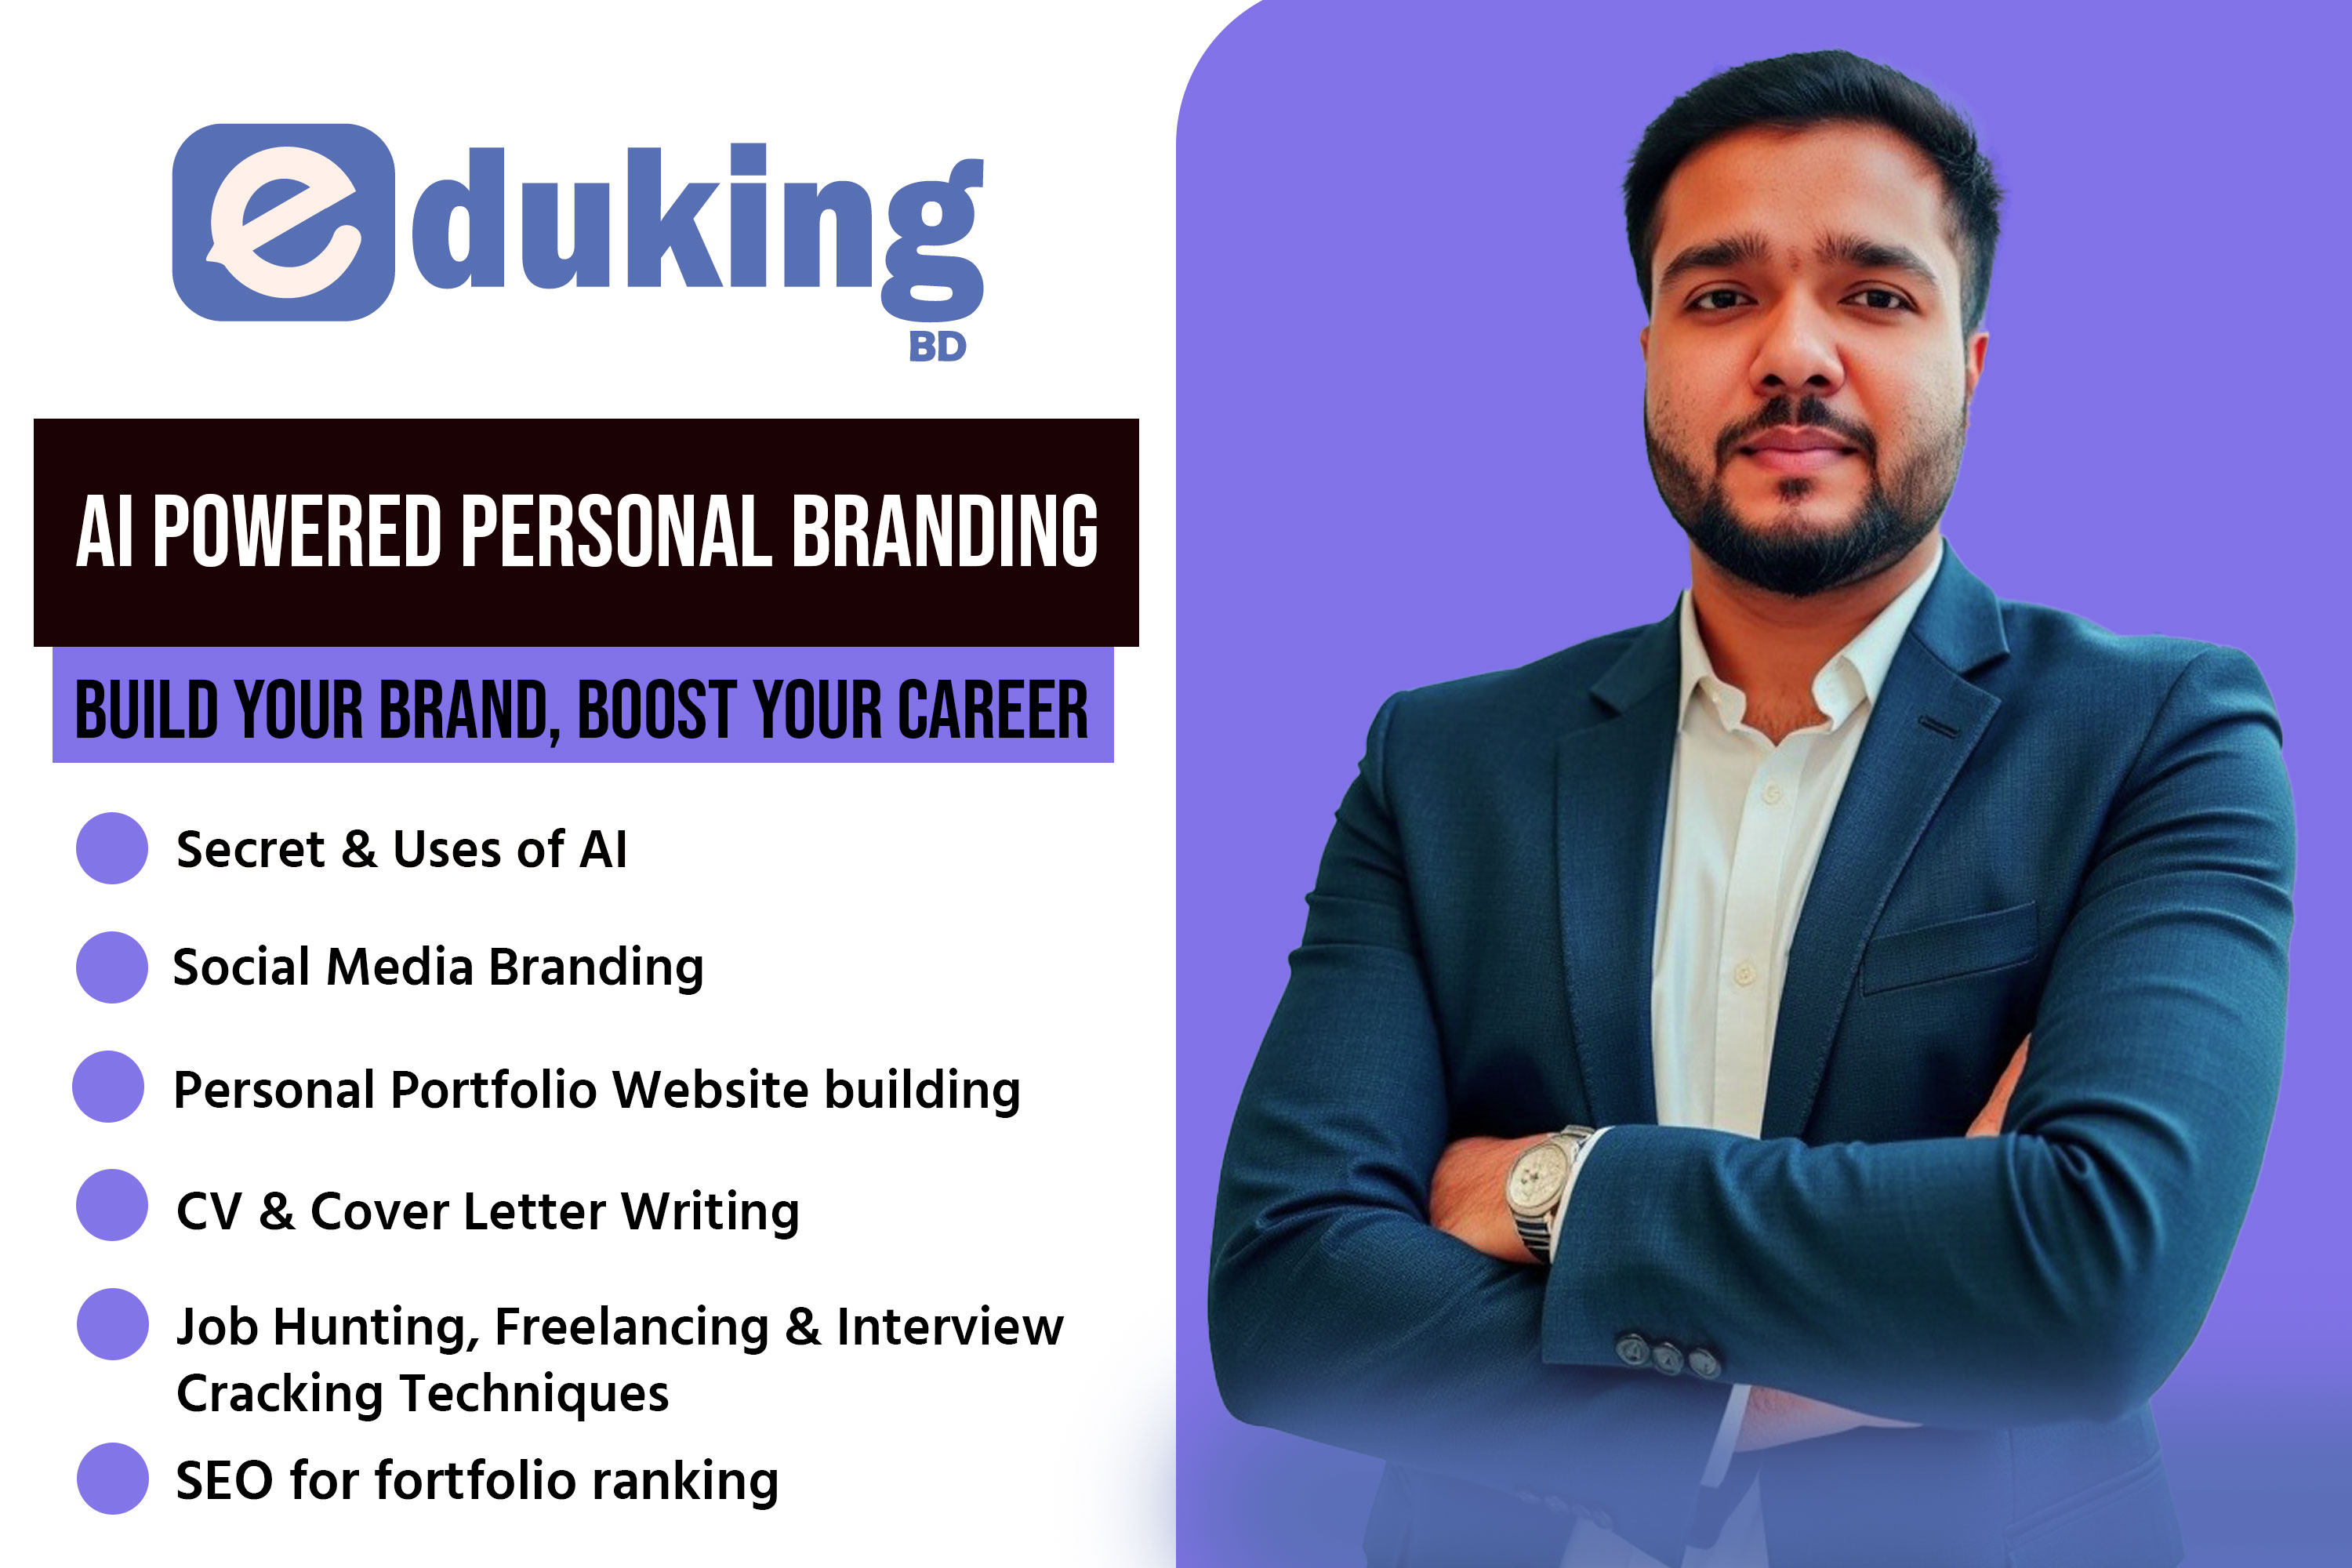 eduking
BD
AI POWERED PERSONAL BRANDING
BUILD YOUR BRAND, BOOST YOUR CAREER
Secret & Uses of AI
Social Media Branding
Personal Portfolio Website building
CV & Cover Letter Writing
Job Hunting, Freelancing & Interview
Cracking Techniques
SEO for fortfolio ranking